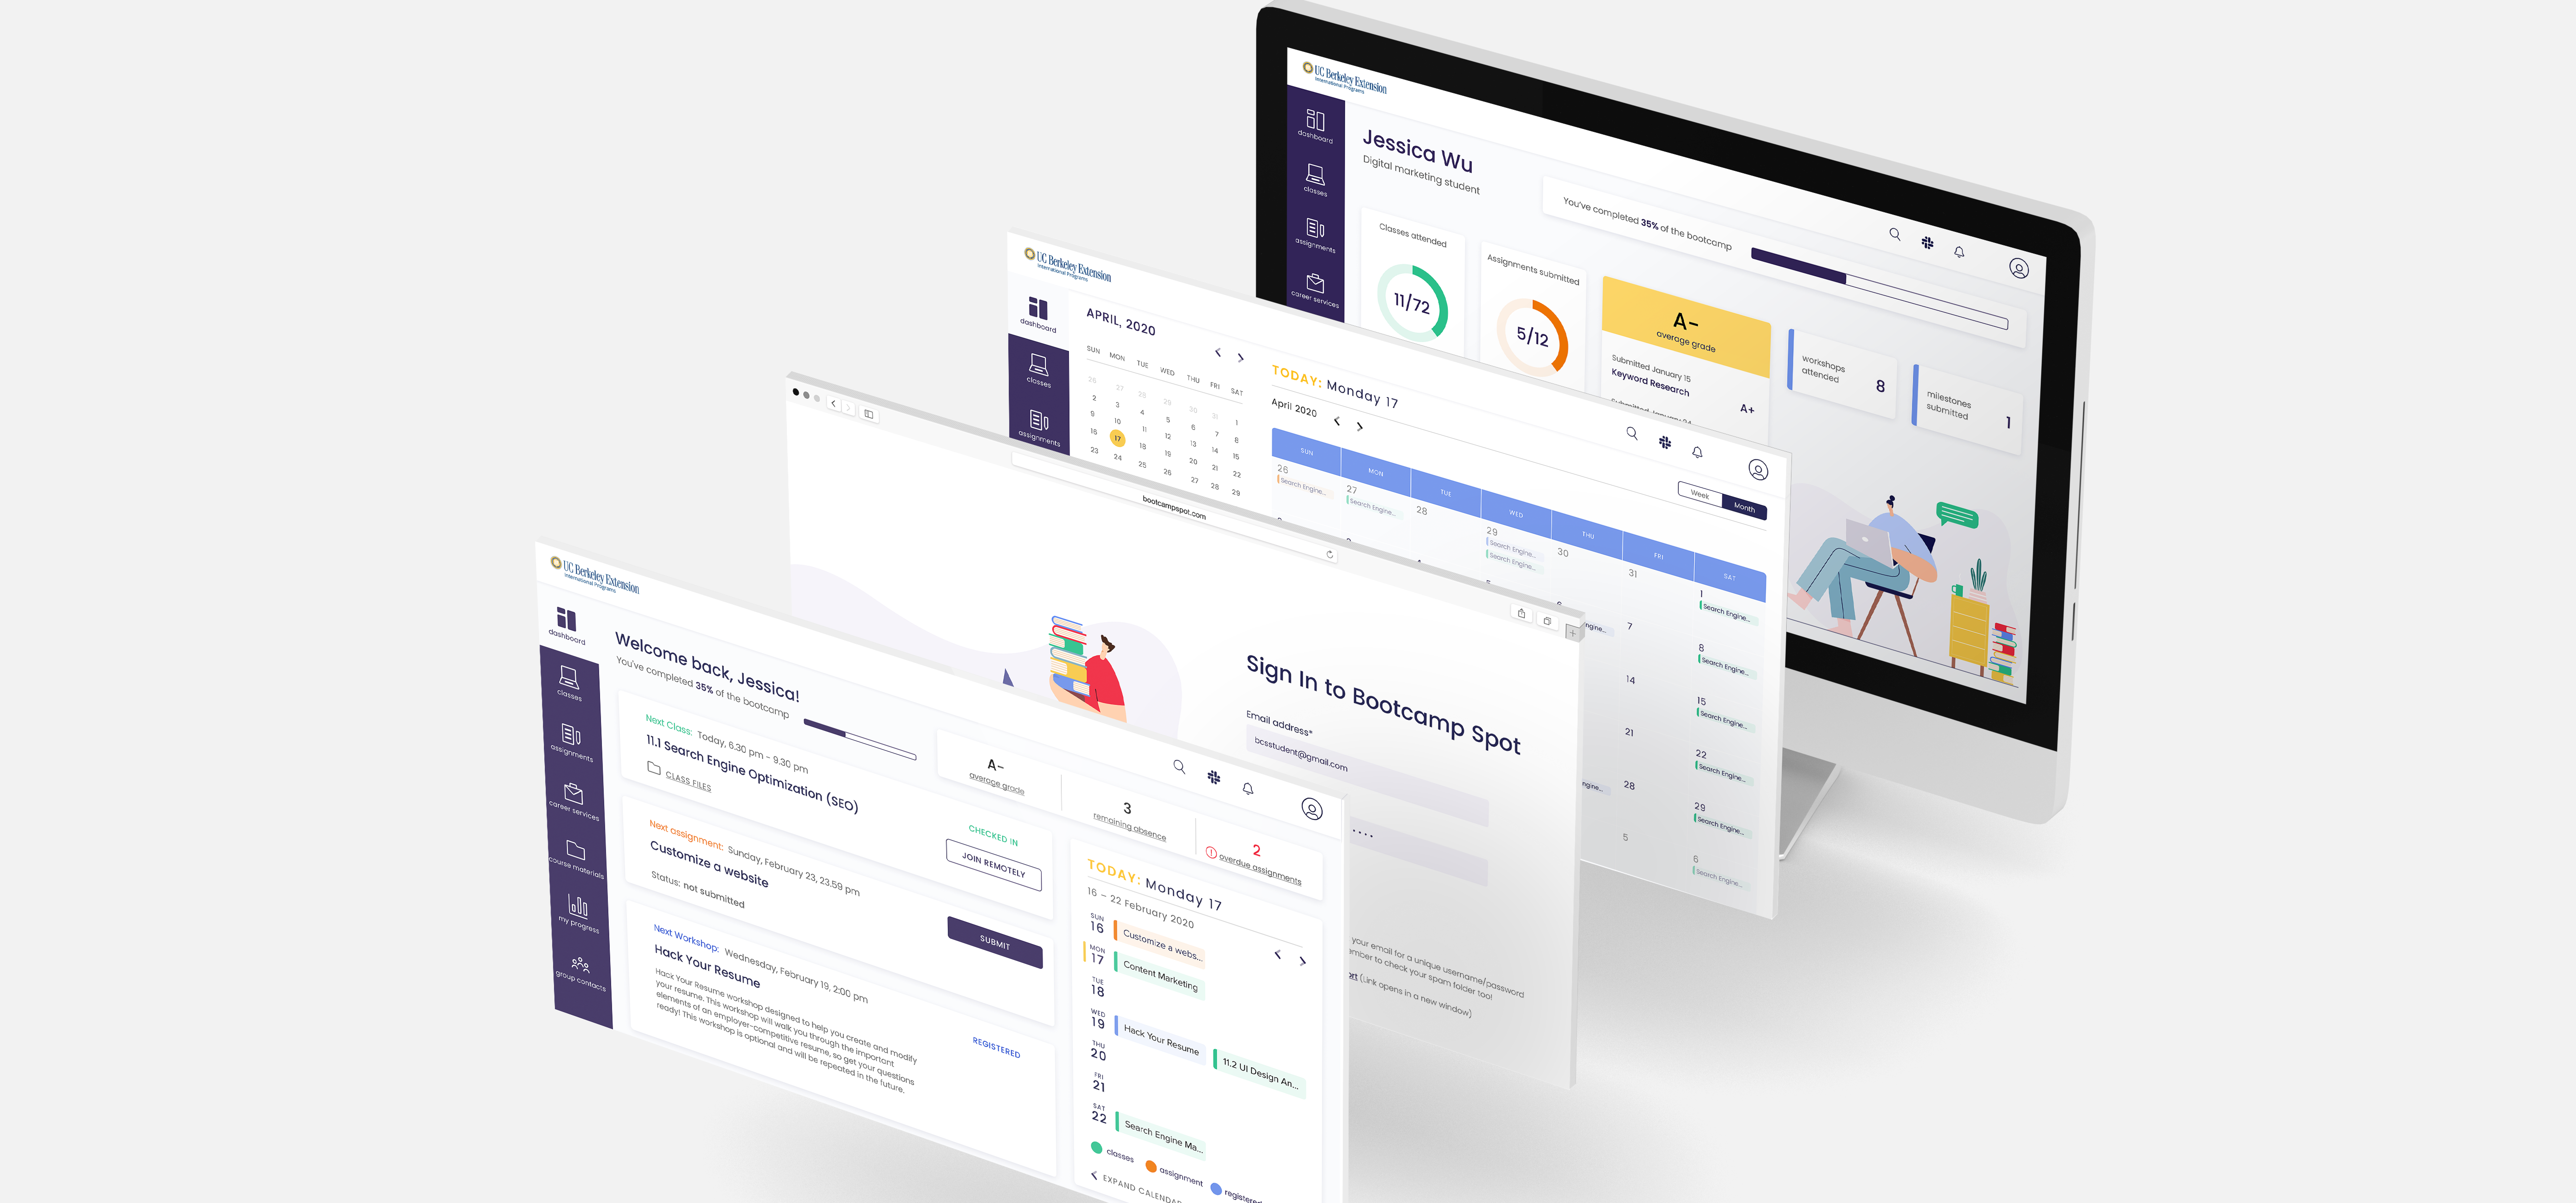 UC Berkeley Extension
International Programs
dashboard
classes
assignments
career services
Jessica Wu
Digital marketing student
You've completed 35% of the bootcamp
Classes attended
11/72
Assignments submitted
5/12
A-
average grade
Submitted January 15
Keyword Research
A+
workshops
attended
8
milestones
submitted
1
UC Berkeley Extension
International Programs
dashboard
classes
assignments
APRIL, 2020
SUN MON TUE WED THU FRI SAT
26 27 28 29 30 31 1
2 3 4 5 6 7 8
9 10 11 12 13 14 15
16 17 18 19 20 21 22
23 24 25 26 27 28 29
TODAY: Monday 17
April 2020
Week Month
SUN MON TUE WED THU FRI SAT
26 27 28 29 30 31 1
Search Engine...
Search Engine...
Search Engine...
Search Engine...
Search Engine...
7 8
Search Engine...
14 15
Search Engine...
21 22
Search Engine...
28 29
Search Engine...
5 6
Search Engine...
bootcampspot.com
Sign In to Bootcamp Spot
Email address*
bcsstudent@gmail.com
your email for a unique username/password
check your spam folder too!
(Link opens in a new window)
UC Berkeley Extension
International Programs
dashboard
classes
assignments
career services
course materials
my progress
group contacts
Welcome back, Jessica!
You've completed 35% of the bootcamp
Next Class: Today, 6.30 pm - 9.30 pm
11.1 Search Engine Optimization (SEO)
CLASS FILES
CHECKED IN
JOIN REMOTELY
Next assignment: Sunday, February 23, 23.59 pm
Customize a website
Status: not submitted
SUBMIT
Next Workshop: Wednesday, February 19, 2:00 pm
Hack Your Resume
Hack Your Resume workshop designed to help you create and modify
your resume. This workshop will walk you through the important
elements of an employer-competitive resume, so get your questions
ready! This workshop is optional and will be repeated in the future.
REGISTERED
A-
average grade
3
remaining absence
2
overdue assignments
TODAY: Monday 17
16 – 22 February 2020
SUN
16
Customize a webs...
MON
17
Content Marketing
TUE
18
WED
19
Hack Your Resume
11.2 UI Design An...
THU
20
FRI
21
SAT
22
Search Engine Ma...
classes
assignment
registered
EXPAND CALENDAR